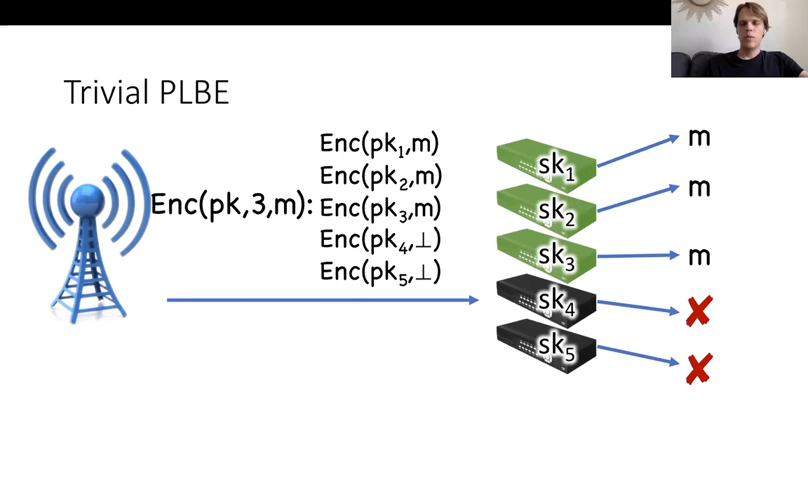 Trivial PLBE
Enc(pk,3,m):
Enc(pk₁,m)
Enc(pk₂,m)
Enc(pk₃,m)
Enc(pk₄,⊥)
Enc(pk₅,⊥)
sk₁
m
sk₂
m
sk₃
m
sk₄
sk₅